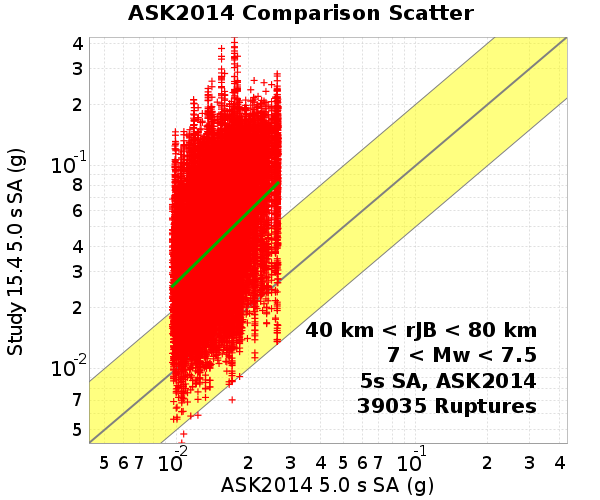 ASK2014 Comparison Scatter
Study 15.4 5.0 s SA (g)
4
3
2
10^-1
8
6
4
3
2
10^-2
7
5
40 km < rJB < 80 km
7 < Mw < 7.5
5s SA, ASK2014
39035 Ruptures
5 6 7 10^-2 2 3 4 5 6 7 10^-1 2 3 4
ASK2014 5.0 s SA (g)